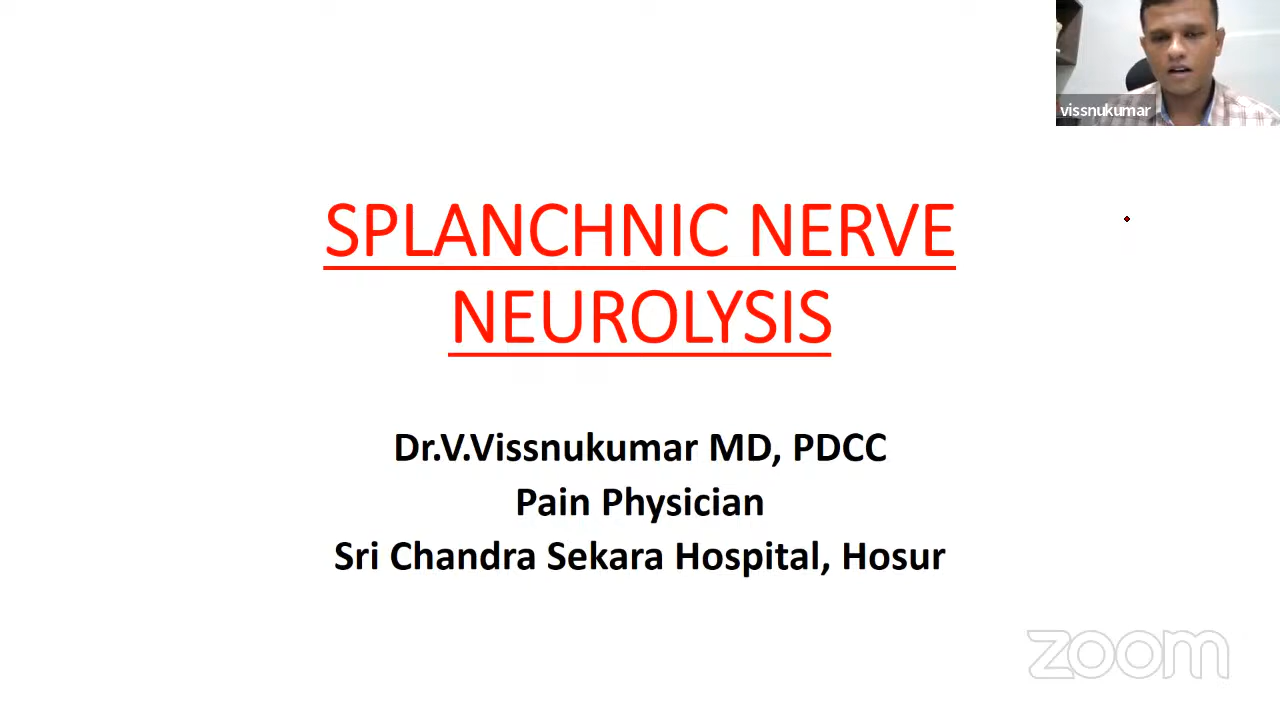 vissnukumar
SPLANCHNIC NERVE
NEUROLYSIS
Dr.V.Vissnukumar MD, PDCC
Pain Physician
Sri Chandra Sekara Hospital, Hosur
zoom